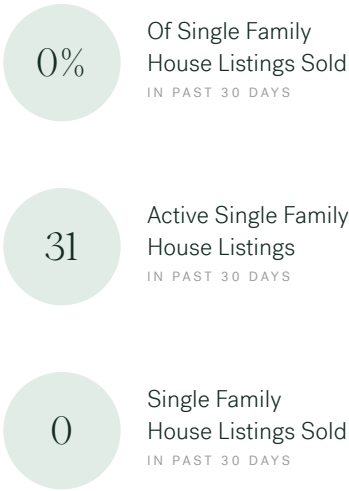 0%
Of Single Family
House Listings Sold
IN PAST 30 DAYS
31
Active Single Family
House Listings
IN PAST 30 DAYS
0
Single Family
House Listings Sold
IN PAST 30 DAYS